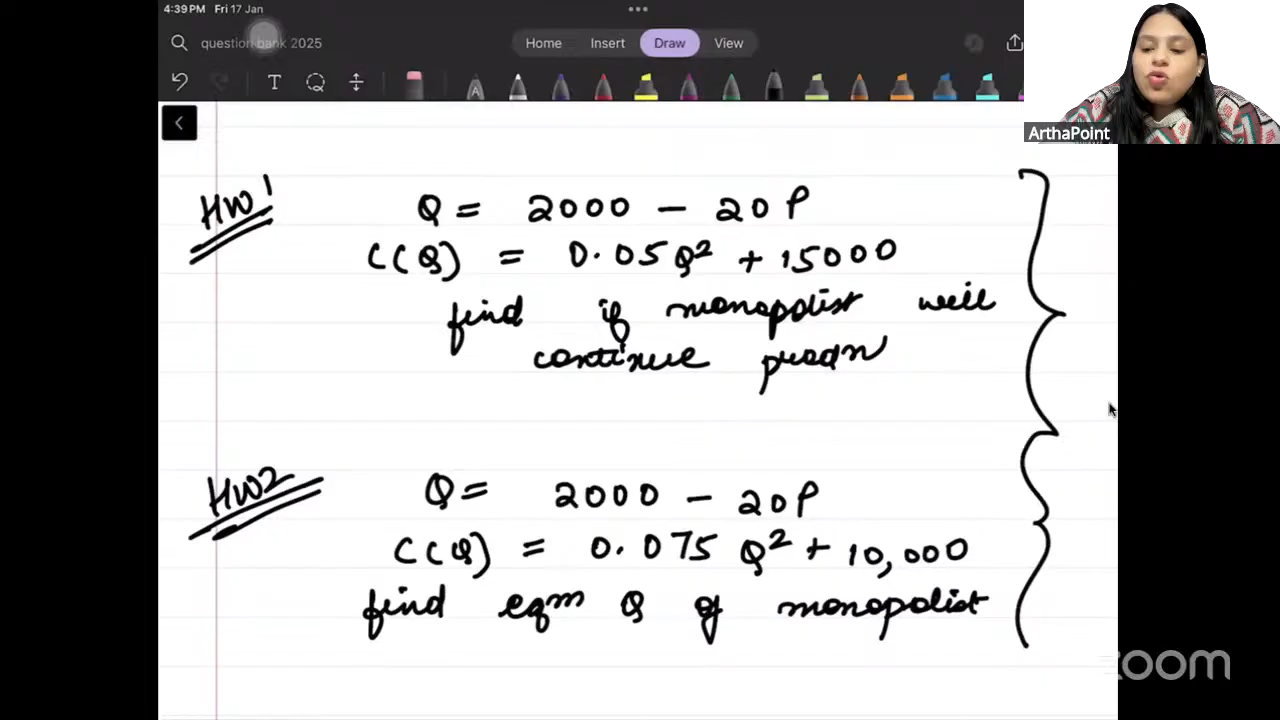 4:39 PM Fri 17 Jan
question bank 2025
Home Insert Draw View
ArthaPoint
HW1
Q = 2000 - 20P
C(Q) = 0.05Q² + 15000
find if monopolist will
continue prodn
HW2
Q = 2000 - 20P
C(Q) = 0.075 Q² + 10,000
find eqm Q of monopolist
zoom